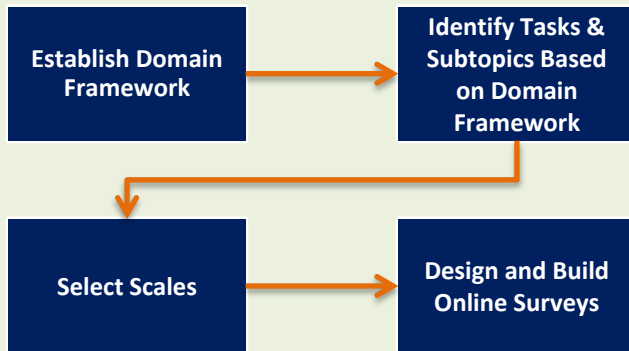 Establish Domain
Framework
Identify Tasks &
Subtopics Based
on Domain
Framework
Select Scales
Design and Build
Online Surveys